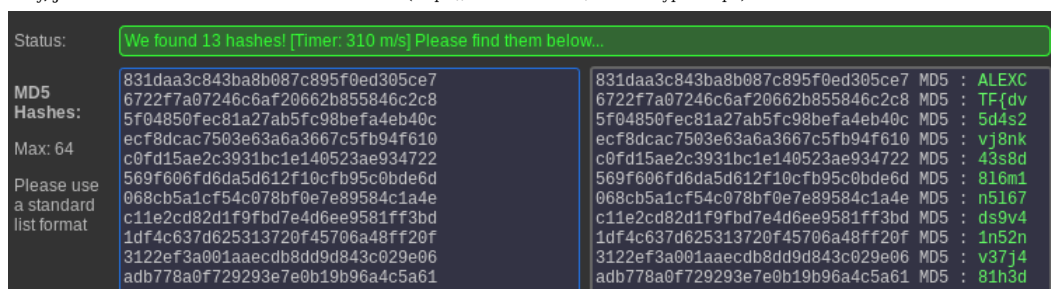 Status:
We found 13 hashes! [Timer: 310 m/s] Please find them below...
MD5
Hashes:
Max: 64
Please use
a standard
list format
831daa3c843ba8b087c895f0ed305ce7
6722f7a07246c6af20662b855846c2c8
5f04850fec81a27ab5fc98befa4eb40c
ecf8dcac7503e63a6a3667c5fb94f610
c0fd15ae2c3931bc1e140523ae934722
569f606fd6da5d612f10cfb95c0bde6d
068cb5a1cf54c078bf0e7e89584c1a4e
c11e2cd82d1f9fbd7e4d6ee9581ff3bd
1df4c637d625313720f45706a48ff20f
3122ef3a001aaecdb8dd9d843c029e06
adb778a0f729293e7e0b19b96a4c5a61
831daa3c843ba8b087c895f0ed305ce7 MD5 : ALEXC
6722f7a07246c6af20662b855846c2c8 MD5 : TF{dv
5f04850fec81a27ab5fc98befa4eb40c MD5 : 5d4s2
ecf8dcac7503e63a6a3667c5fb94f610 MD5 : vj8nk
c0fd15ae2c3931bc1e140523ae934722 MD5 : 43s8d
569f606fd6da5d612f10cfb95c0bde6d MD5 : 8l6m1
068cb5a1cf54c078bf0e7e89584c1a4e MD5 : n5l67
c11e2cd82d1f9fbd7e4d6ee9581ff3bd MD5 : ds9v4
1df4c637d625313720f45706a48ff20f MD5 : 1n52n
3122ef3a001aaecdb8dd9d843c029e06 MD5 : v37j4
adb778a0f729293e7e0b19b96a4c5a61 MD5 : 81h3d